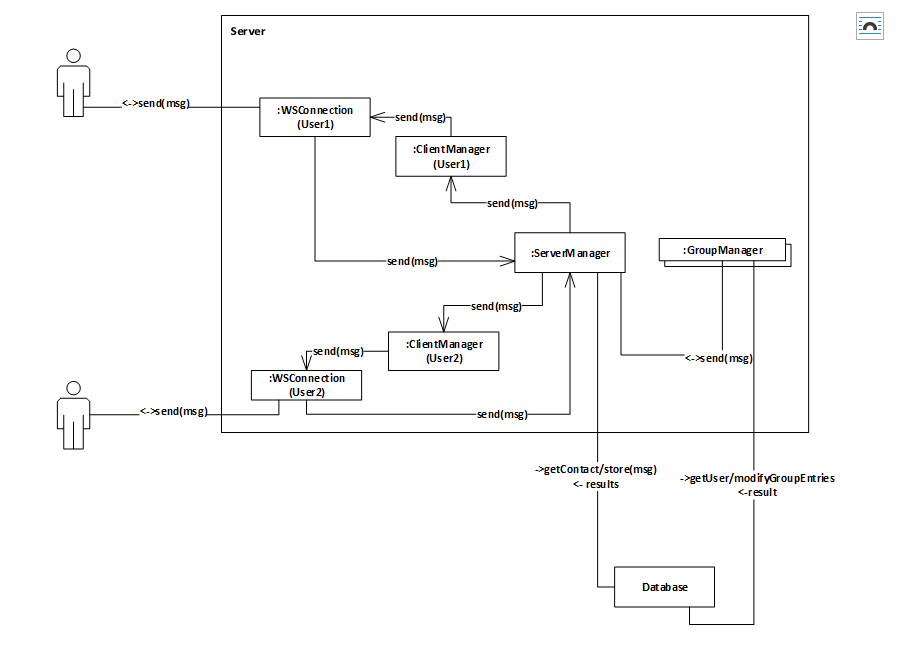 Server
<->send(msg)
:WSConnection
(User1)
send(msg)
:ClientManager
(User1)
send(msg)
:ServerManager
:GroupManager
send(msg)
send(msg)
:ClientManager
(User2)
send(msg)
<->send(msg)
:WSConnection
(User2)
<->send(msg)
send(msg)
->getContact/store(msg)
<- results
->getUser/modifyGroupEntries
<-result
Database